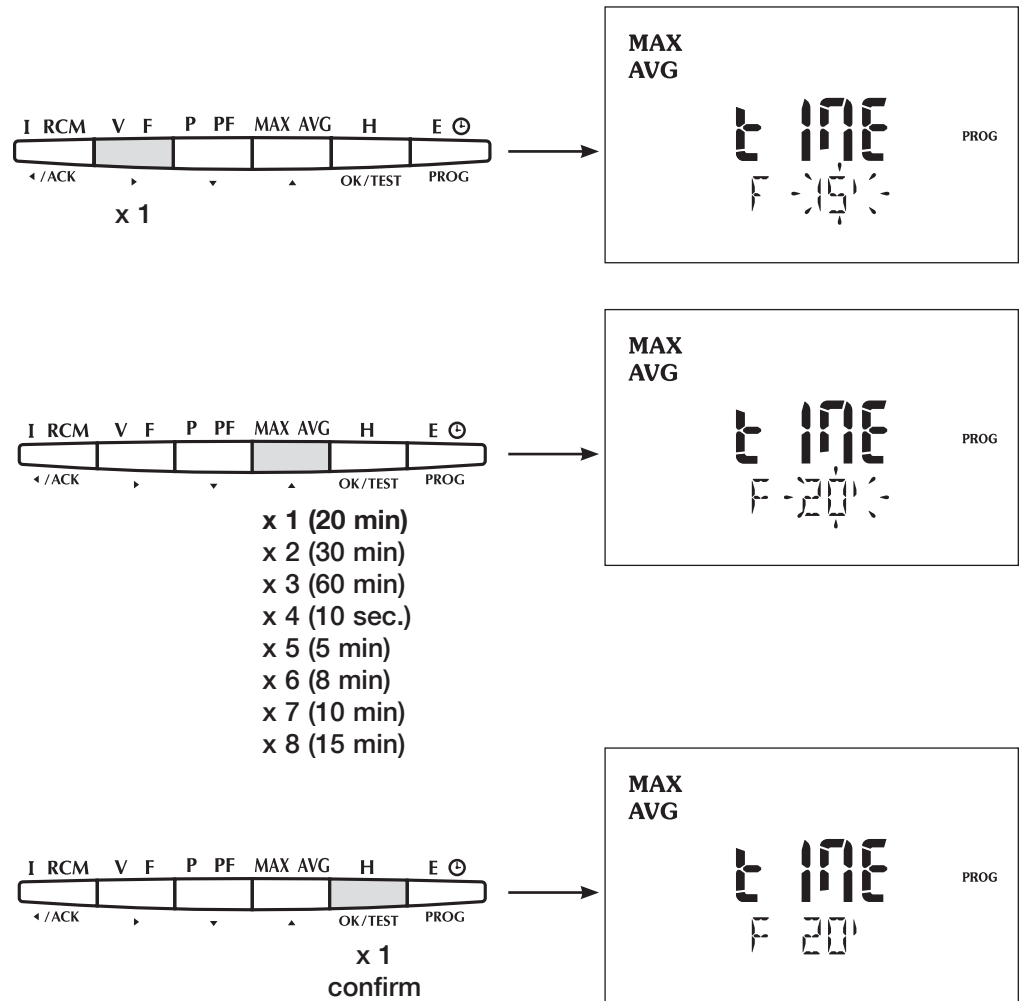 MAX
AVG
I RCM V F P PF MAX AVG H E
t IME
PROG
/ACK OK/TEST PROG
F 15'
x 1
MAX
AVG
t IME
I RCM V F P PF MAX AVG H E
PROG
/ACK OK/TEST PROG
F 20'
x 1 (20 min)
x 2 (30 min)
x 3 (60 min)
x 4 (10 sec.)
x 5 (5 min)
x 6 (8 min)
x 7 (10 min)
x 8 (15 min)
MAX
AVG
t IME
I RCM V F P PF MAX AVG H E
PROG
/ACK OK/TEST PROG
F 20'
x 1
confirm